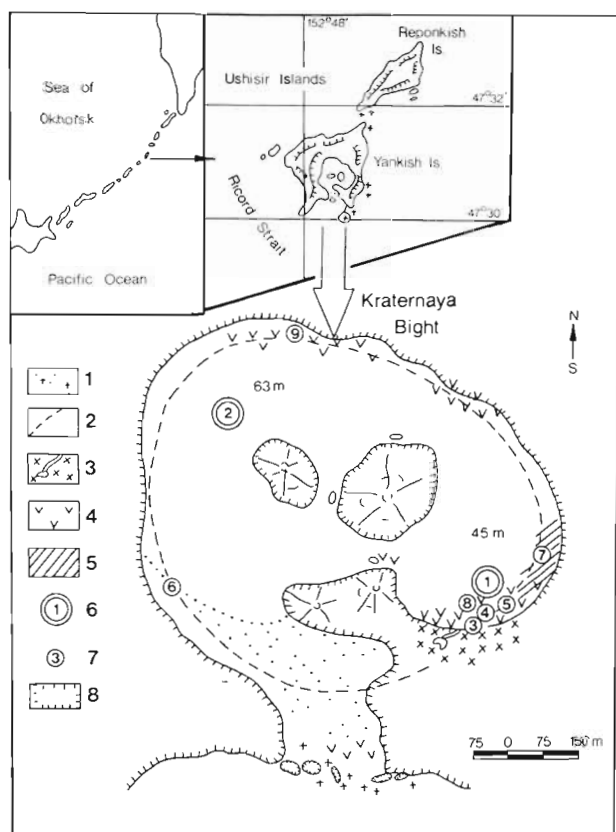 152°48'
Reponkish
Is
Ushisir Islands
47°32'
Sea of
Okhotsk
Yankish Is
Ricord Strait
47°30'
Pacific Ocean
Kraternaya
Bight
N
S
63 m
45 m
1
2
3
4
5
1 6
3 7
8
9
2
6
7
1
8
5
4
3
75 0 75 150 m